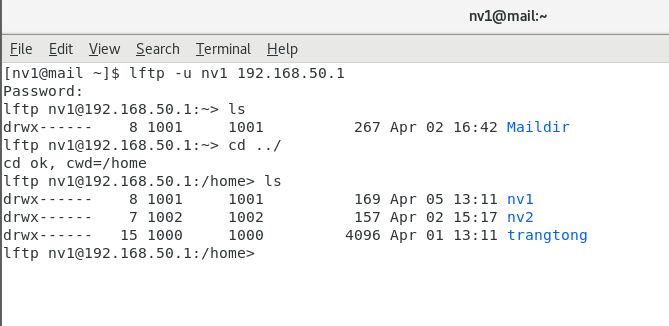 nv1@mail:~
File Edit View Search Terminal Help
[nv1@mail ~]$ lftp -u nv1 192.168.50.1
Password:
lftp nv1@192.168.50.1:~> ls
drwx------    8 1001     1001          267 Apr 02 16:42 Maildir
lftp nv1@192.168.50.1:~> cd ../
cd ok, cwd=/home
lftp nv1@192.168.50.1:/home> ls
drwx------    8 1001     1001          169 Apr 05 13:11 nv1
drwx------    7 1002     1002          157 Apr 02 15:17 nv2
drwx------   15 1000     1000         4096 Apr 01 13:11 trangtong
lftp nv1@192.168.50.1:/home>